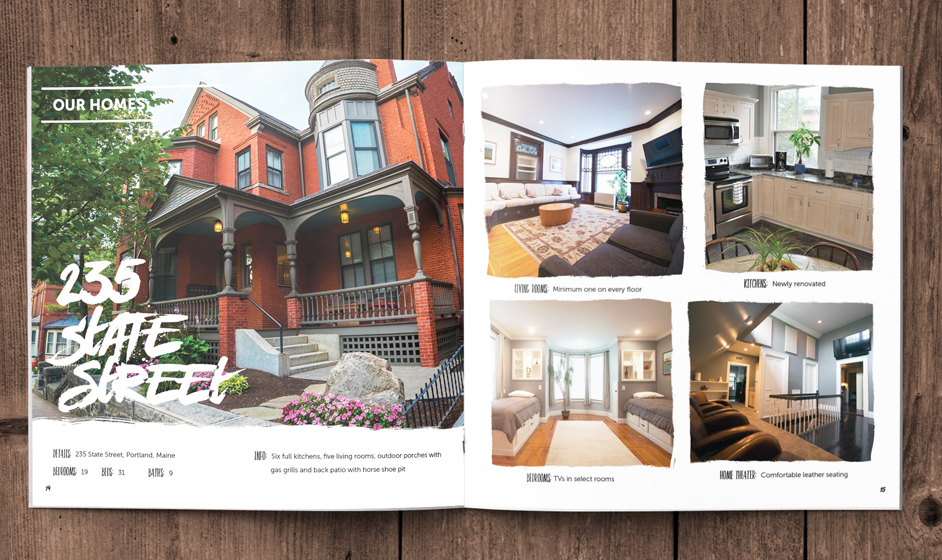 OUR HOMES
235
STATE
STREET
DETAILS: 235 State Street, Portland, Maine
BEDROOMS: 19 BEDS: 31 BATHS: 9
INFO: Six full kitchens, five living rooms, outdoor porches with
gas grills and back patio with horse shoe pit
14
LIVING ROOMS: Minimum one on every floor
KITCHENS: Newly renovated
BEDROOMS: TVs in select rooms
HOME THEATER: Comfortable leather seating
15